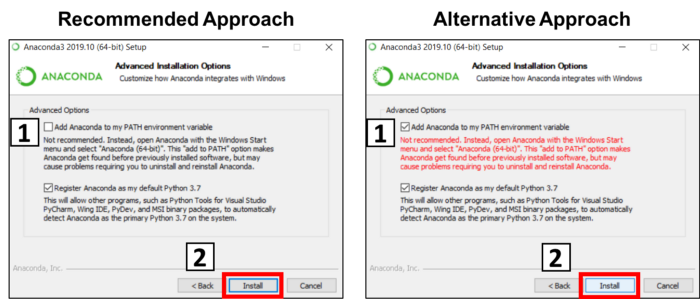 Recommended Approach
Anaconda3 2019.10 (64-bit) Setup
ANACONDA
Advanced Installation Options
Customize how Anaconda integrates with Windows
Advanced Options
1
Add Anaconda to my PATH environment variable
Not recommended. Instead, open Anaconda with the Windows Start
menu and select "Anaconda (64-bit)". This "add to PATH" option makes
Anaconda get found before previously installed software, but may
cause problems requiring you to uninstall and reinstall Anaconda.
Register Anaconda as my default Python 3.7
This will allow other programs, such as Python Tools for Visual Studio
PyCharm, Wing IDE, PyDev, and MSI binary packages, to automatically
detect Anaconda as the primary Python 3.7 on the system.
2
Anaconda, Inc.
< Back
Install
Cancel
Alternative Approach
Anaconda3 2019.10 (64-bit) Setup
ANACONDA
Advanced Installation Options
Customize how Anaconda integrates with Windows
Advanced Options
1
Add Anaconda to my PATH environment variable
Not recommended. Instead, open Anaconda with the Windows Start
menu and select "Anaconda (64-bit)". This "add to PATH" option makes
Anaconda get found before previously installed software, but may
cause problems requiring you to uninstall and reinstall Anaconda.
Register Anaconda as my default Python 3.7
This will allow other programs, such as Python Tools for Visual Studio
PyCharm, Wing IDE, PyDev, and MSI binary packages, to automatically
detect Anaconda as the primary Python 3.7 on the system.
2
Anaconda, Inc.
< Back
Install
Cancel